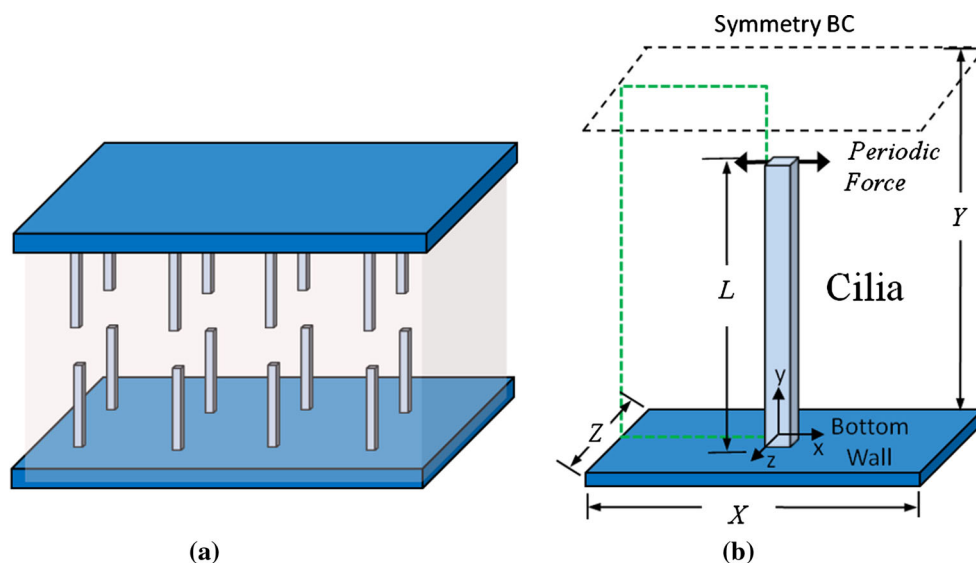 Symmetry BC
Periodic
Force
Y
L
Cilia
y
x
z
Bottom
Wall
Z
X
(a)
(b)